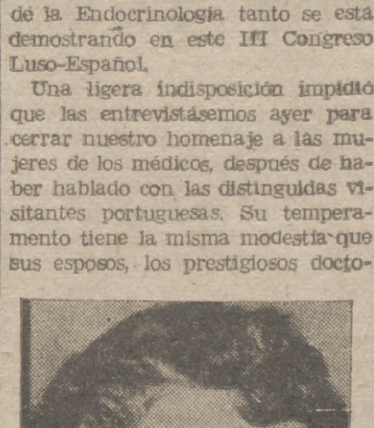 de la Endocrinología tanto se está
demostrando en este III Congreso
Luso-Español.
Una ligera indisposición impidió
que las entrevistásemos ayer para
cerrar nuestro homenaje a las mu-
jeres de los médicos, después de ha-
ber hablado con las distinguidas vi-
sitantes portuguesas. Su tempera-
mento tiene la misma modestia que
sus esposos, los prestigiosos docto-